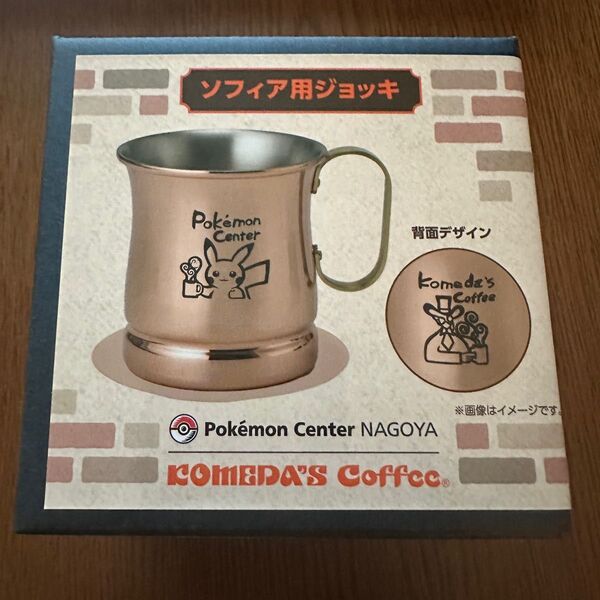 ソフィア用ジョッキ
Pokémon
Center
背面デザイン
Komeda's
Coffee
※画像はイメージです。
Pokémon Center NAGOYA
KOMEDA'S Coffee®